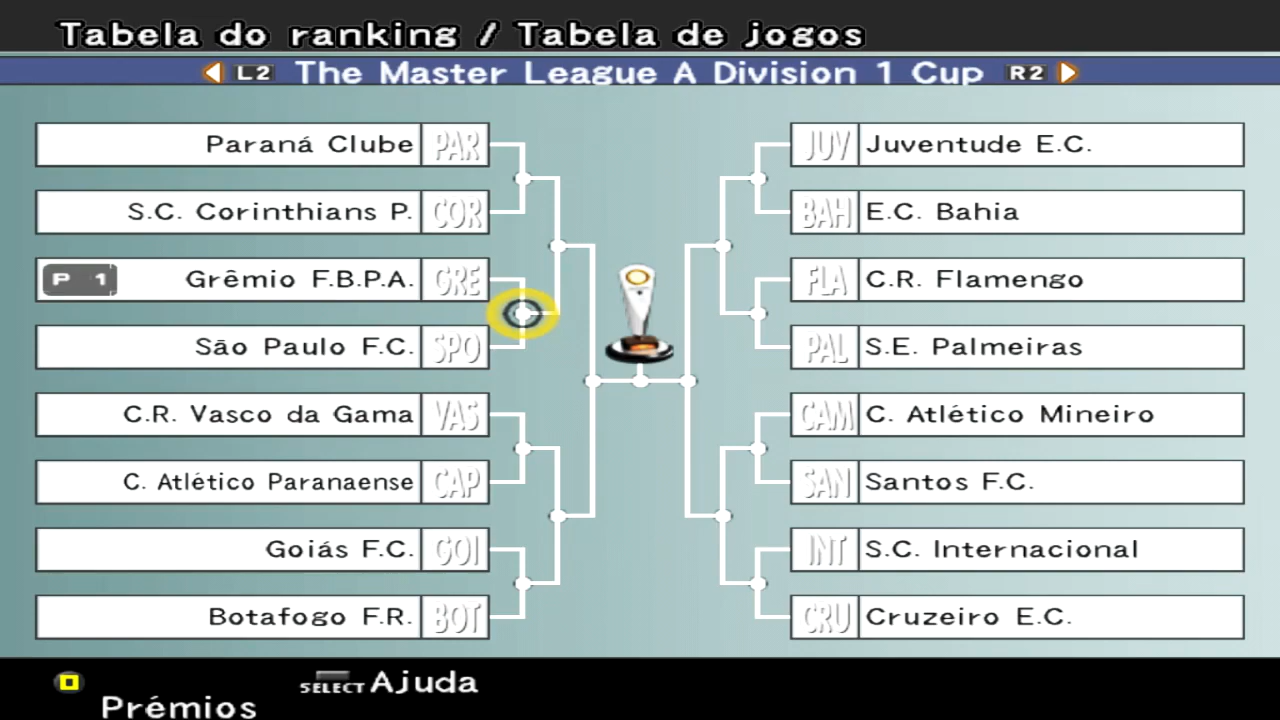 Tabela do ranking / Tabela de jogos
L2 The Master League A Division 1 Cup R2
Paraná Clube PAR
S.C. Corinthians P. COR
P 1 Grêmio F.B.P.A. GRE
São Paulo F.C. SPO
C.R. Vasco da Gama VAS
C. Atlético Paranaense CAP
Goiás F.C. GOI
Botafogo F.R. BOT
JUV Juventude E.C.
BAH E.C. Bahia
FLA C.R. Flamengo
PAL S.E. Palmeiras
CAM C. Atlético Mineiro
SAN Santos F.C.
INT S.C. Internacional
CRU Cruzeiro E.C.
SELECT Ajuda
Prémios